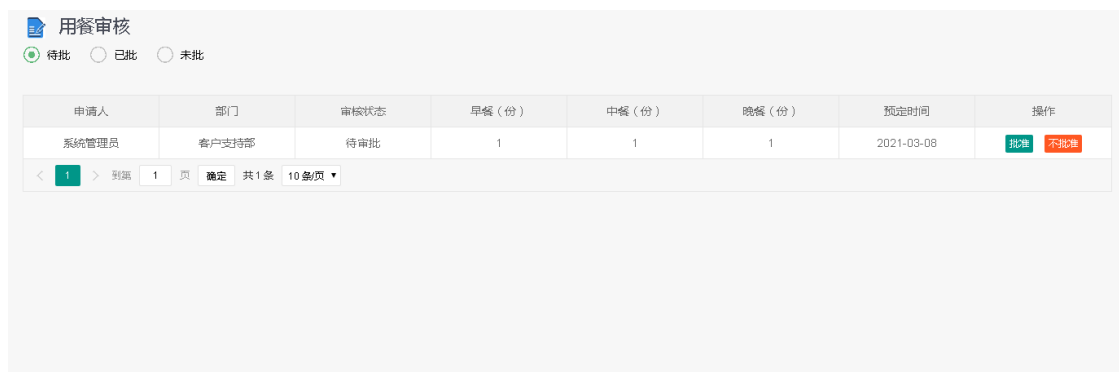 用餐审核
待批 已批 未批
申请人 部门 审核状态 早餐（份） 中餐（份） 晚餐（份） 预定时间 操作
系统管理员 客户支持部 待审批 1 1 1 2021-03-08 批准 不批准
< 1 > 到第 1 页 确定 共1条 10条/页